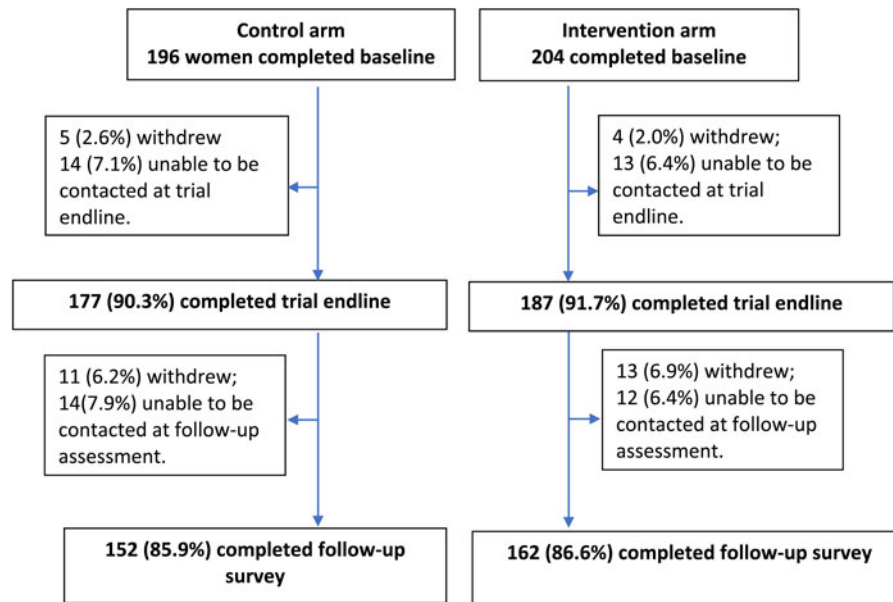 Control arm
196 women completed baseline
Intervention arm
204 completed baseline
5 (2.6%) withdrew
14 (7.1%) unable to be
contacted at trial
endline.
4 (2.0%) withdrew;
13 (6.4%) unable to be
contacted at trial
endline.
177 (90.3%) completed trial endline
187 (91.7%) completed trial endline
11 (6.2%) withdrew;
14(7.9%) unable to be
contacted at follow-up
assessment.
13 (6.9%) withdrew;
12 (6.4%) unable to be
contacted at follow-up
assessment.
152 (85.9%) completed follow-up
survey
162 (86.6%) completed follow-up survey